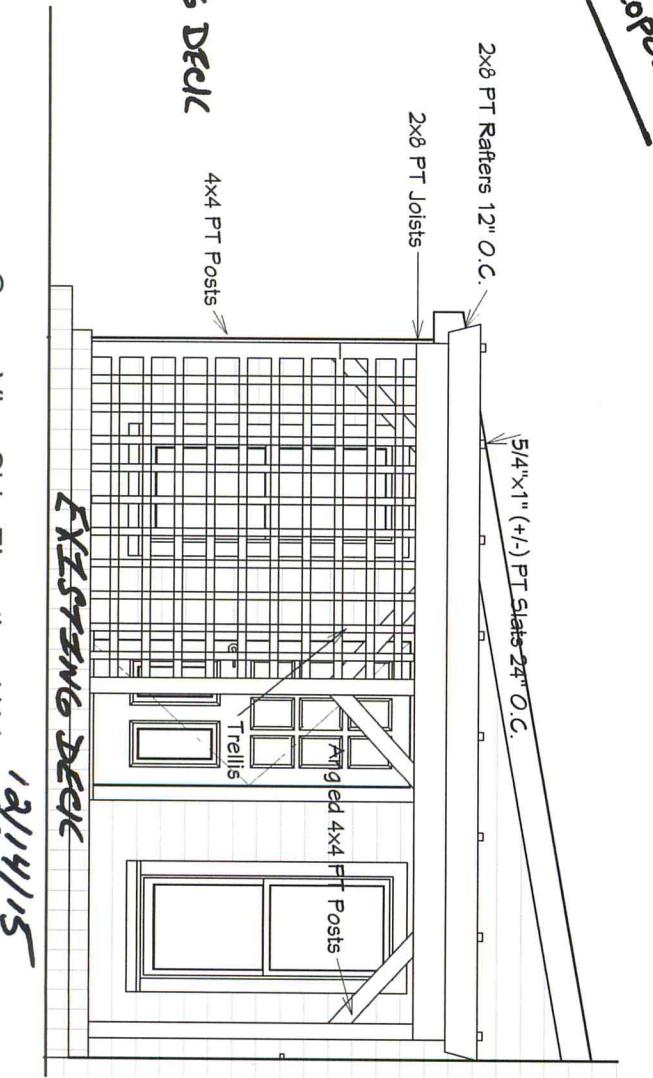 DECK
2x8 PT Rafters 12" O.C.
2x8 PT Joists
4x4 PT Posts
5/4"x1" (+/-) PT Slats 24" O.C.
Trellis
Anged 4x4 PT Posts
EXISTING DECK
12/14/15